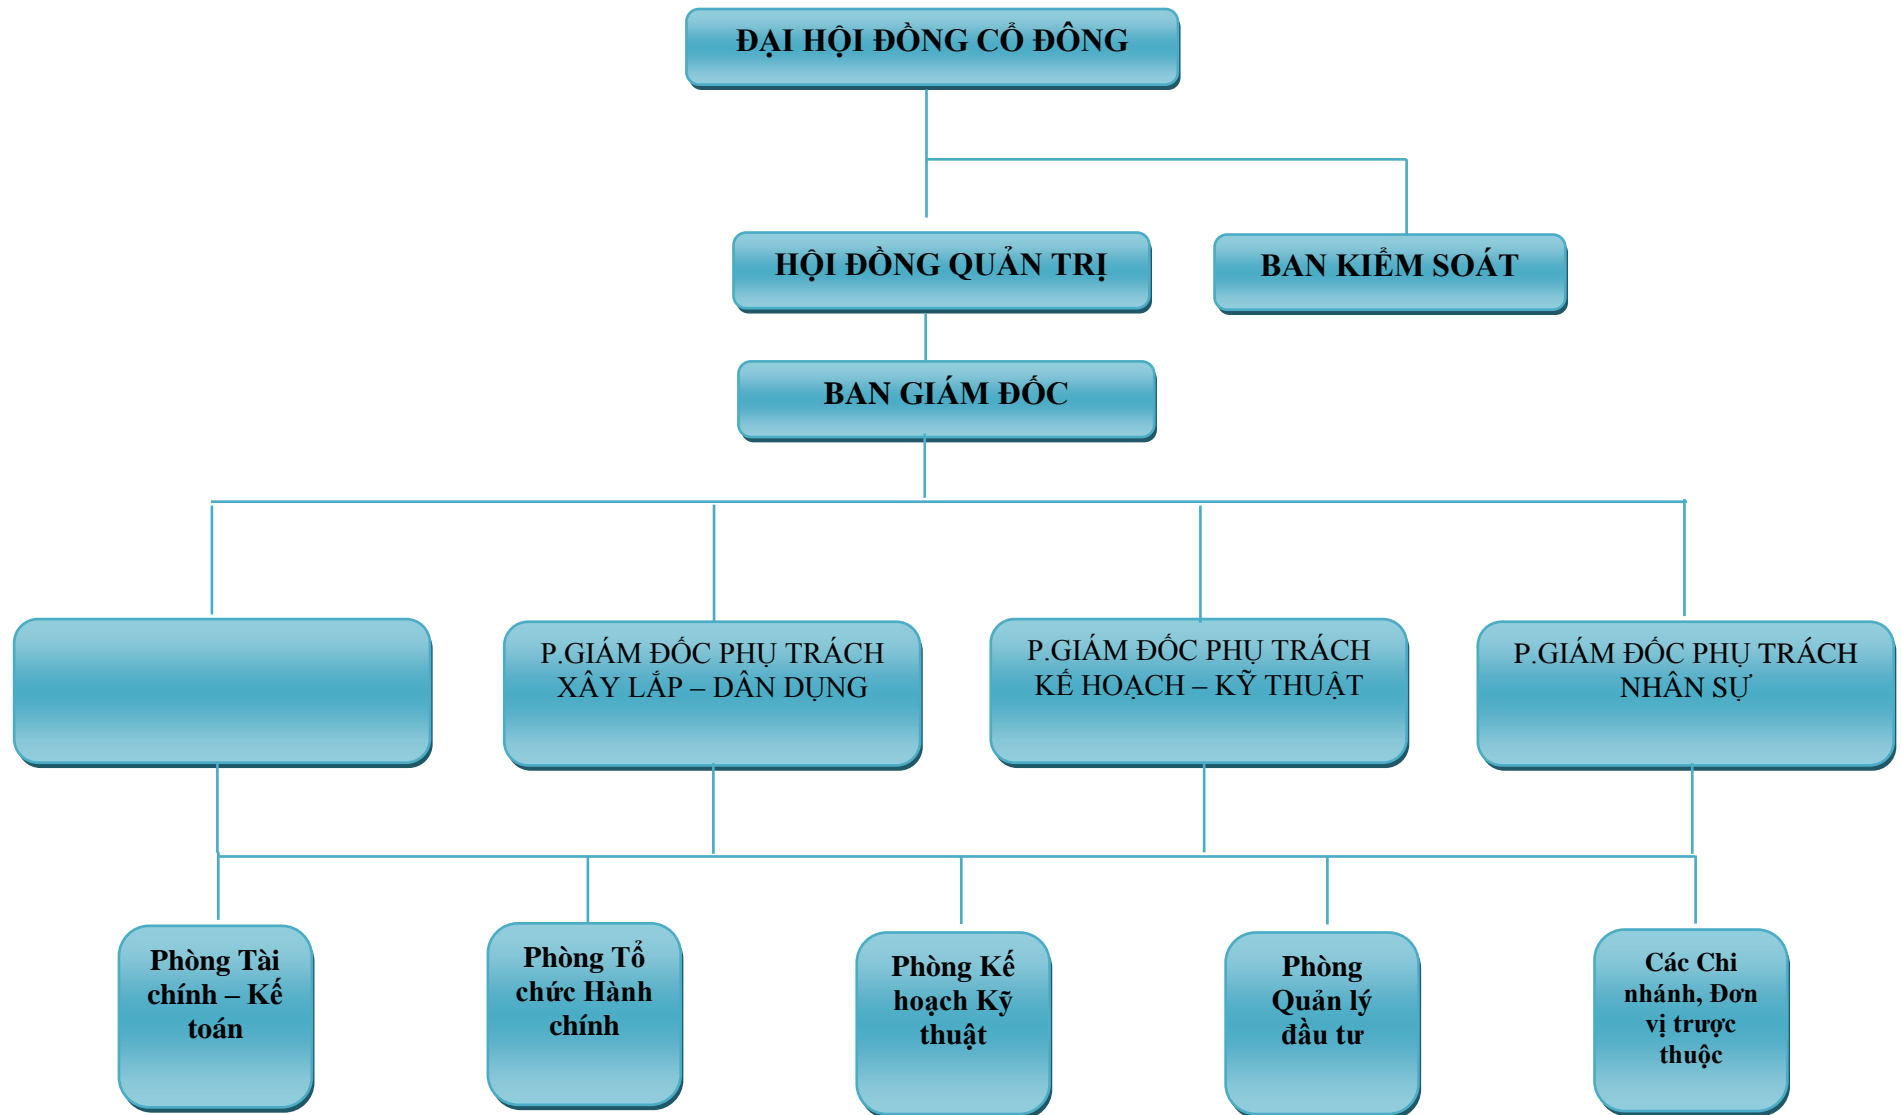 ĐẠI HỘI ĐỒNG CỔ ĐÔNG
HỘI ĐỒNG QUẢN TRỊ
BAN KIỂM SOÁT
BAN GIÁM ĐỐC
P.GIÁM ĐỐC PHỤ TRÁCH
XÂY LẮP – DÂN DỤNG
P.GIÁM ĐỐC PHỤ TRÁCH
KẾ HOẠCH – KỸ THUẬT
P.GIÁM ĐỐC PHỤ TRÁCH
NHÂN SỰ
Phòng Tài
chính – Kế
toán
Phòng Tổ
chức Hành
chính
Phòng Kế
hoạch Kỹ
thuật
Phòng
Quản lý
đầu tư
Các Chi
nhánh, Đơn
vị trược
thuộc